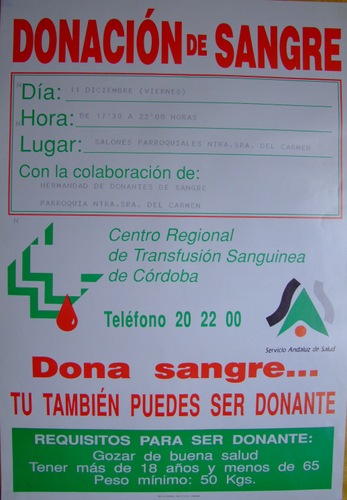 DONACIÓN DE SANGRE
Día: 11 DICIEMBRE (VIERNES)
Hora: DE 17'30 A 22'00 HORAS
Lugar: SALONES PARROQUIALES NTRA.SRA. DEL CARMEN
Con la colaboración de:
HERMANDAD DE DONANTES DE SANGRE
PARROQUIA NTRA.SRA. DEL CARMEN
Centro Regional
de Transfusión Sanguinea
de Córdoba
Teléfono 20 22 00
Servicio Andaluz de Salud
Dona sangre...
TU TAMBIÉN PUEDES SER DONANTE
REQUISITOS PARA SER DONANTE:
Gozar de buena salud
Tener más de 18 años y menos de 65
Peso mínimo: 50 Kgs.